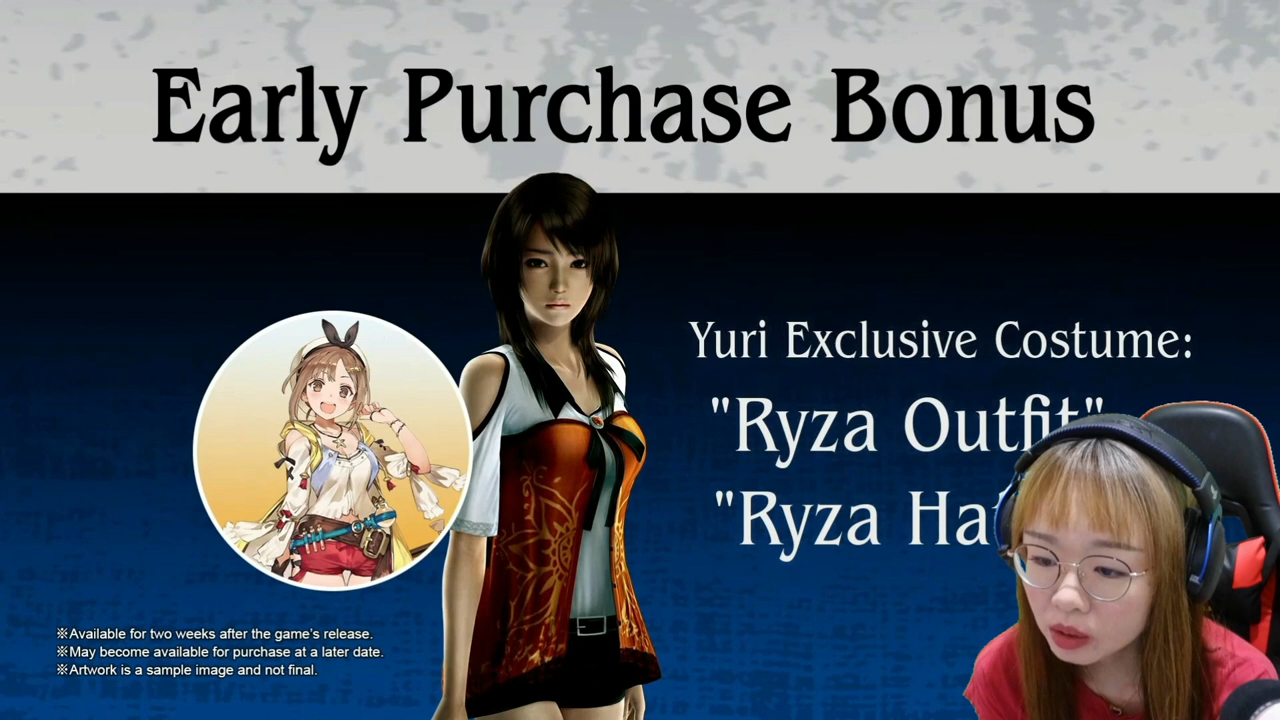 Early Purchase Bonus
Yuri Exclusive Costume:
"Ryza Outfit"
"Ryza Hat
※Available for two weeks after the game's release.
※May become available for purchase at a later date.
※Artwork is a sample image and not final.